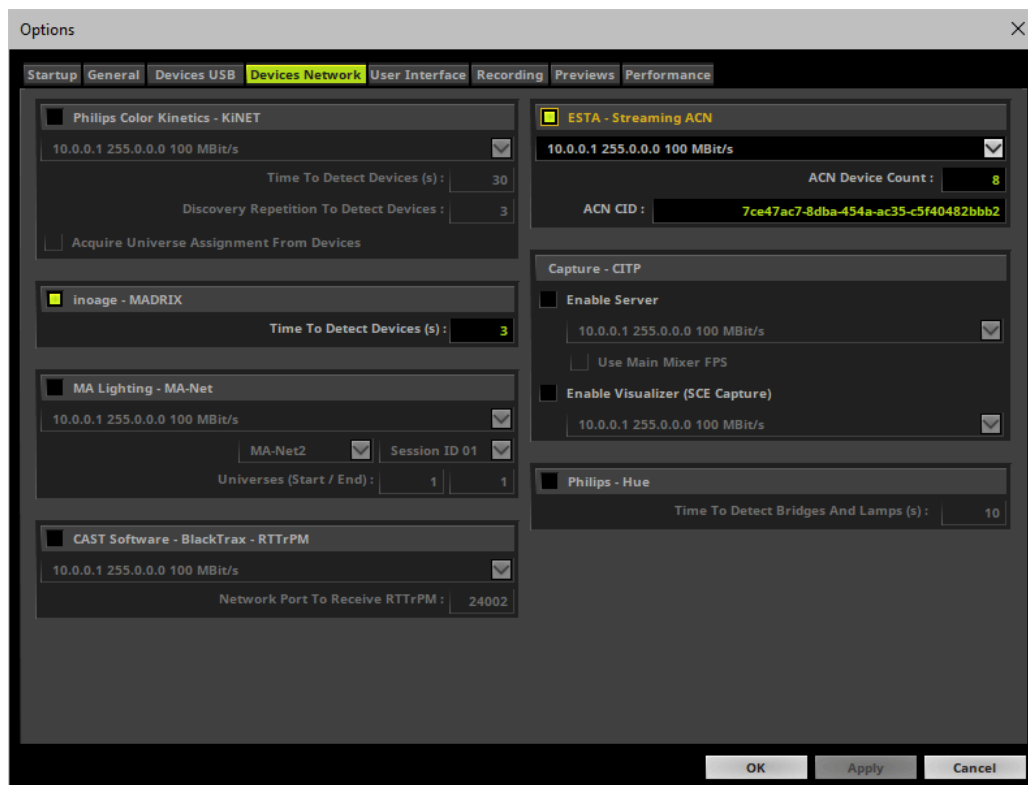 Options
Startup General Devices USB Devices Network User Interface Recording Previews Performance
Philips Color Kinetics - KiNET
10.0.0.1 255.0.0.0 100 MBit/s
Time To Detect Devices (s) : 30
Discovery Repetition To Detect Devices : 3
Acquire Universe Assignment From Devices
inoage - MADRIX
Time To Detect Devices (s) : 3
MA Lighting - MA-Net
10.0.0.1 255.0.0.0 100 MBit/s
MA-Net2 Session ID 01
Universes (Start / End) : 1 1
CAST Software - BlackTrax - RTTrPM
10.0.0.1 255.0.0.0 100 MBit/s
Network Port To Receive RTTrPM : 24002
ESTA - Streaming ACN
10.0.0.1 255.0.0.0 100 MBit/s
ACN Device Count : 8
ACN CID : 7ce47ac7-8dba-454a-ac35-c5f40482bbb2
Capture - CITP
Enable Server
10.0.0.1 255.0.0.0 100 MBit/s
Use Main Mixer FPS
Enable Visualizer (SCE Capture)
10.0.0.1 255.0.0.0 100 MBit/s
Philips - Hue
Time To Detect Bridges And Lamps (s) : 10
OK Apply Cancel